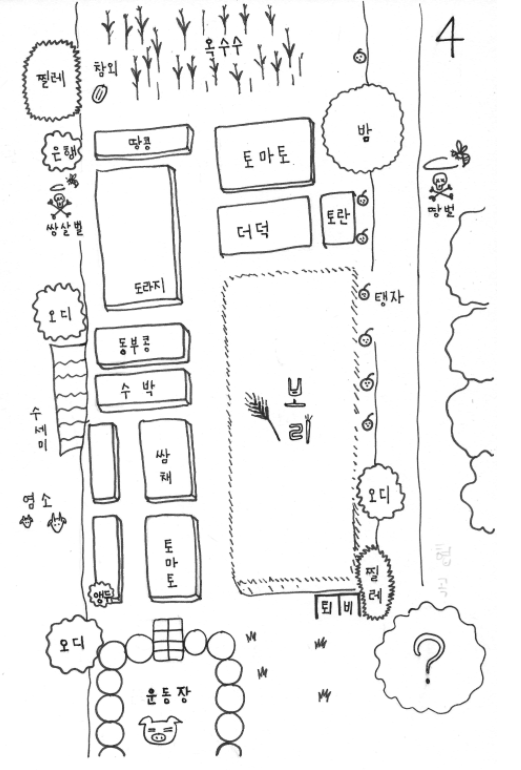 4
옥수수
찔레
참외
은행
땅콩
토마토
밤
쌍살벌
땅벌
더덕
토란
도라지
탱자
오디
동부콩
수박
보리
수세미
쌈채
염소
오디
토마토
앵두
찔레
퇴비
오디
운동장
?